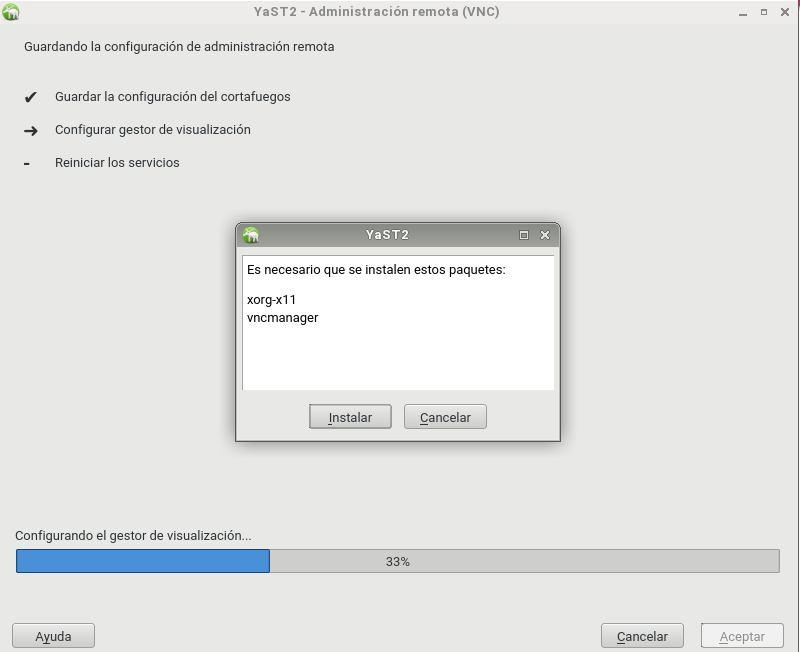 YaST2 - Administración remota (VNC)
Guardando la configuración de administración remota
Guardar la configuración del cortafuegos
Configurar gestor de visualización
Reiniciar los servicios
YaST2
Es necesario que se instalen estos paquetes:
xorg-x11
vncmanager
Instalar
Cancelar
Configurando el gestor de visualización...
33%
Ayuda
Cancelar
Aceptar